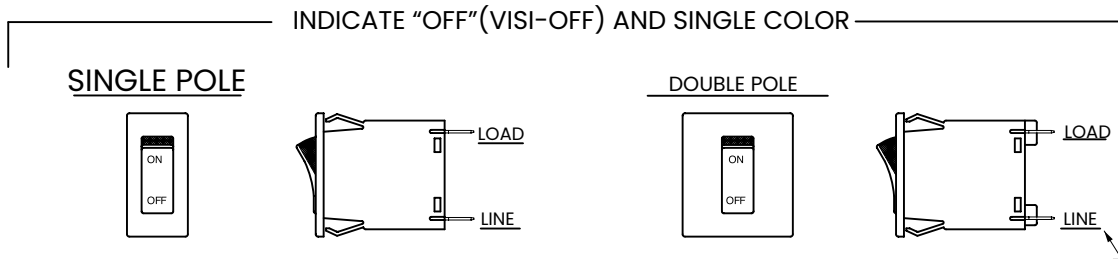 INDICATE “OFF”(VISI-OFF) AND SINGLE COLOR
SINGLE POLE
ON
OFF
LOAD
LINE
DOUBLE POLE
ON
OFF
LOAD
LINE